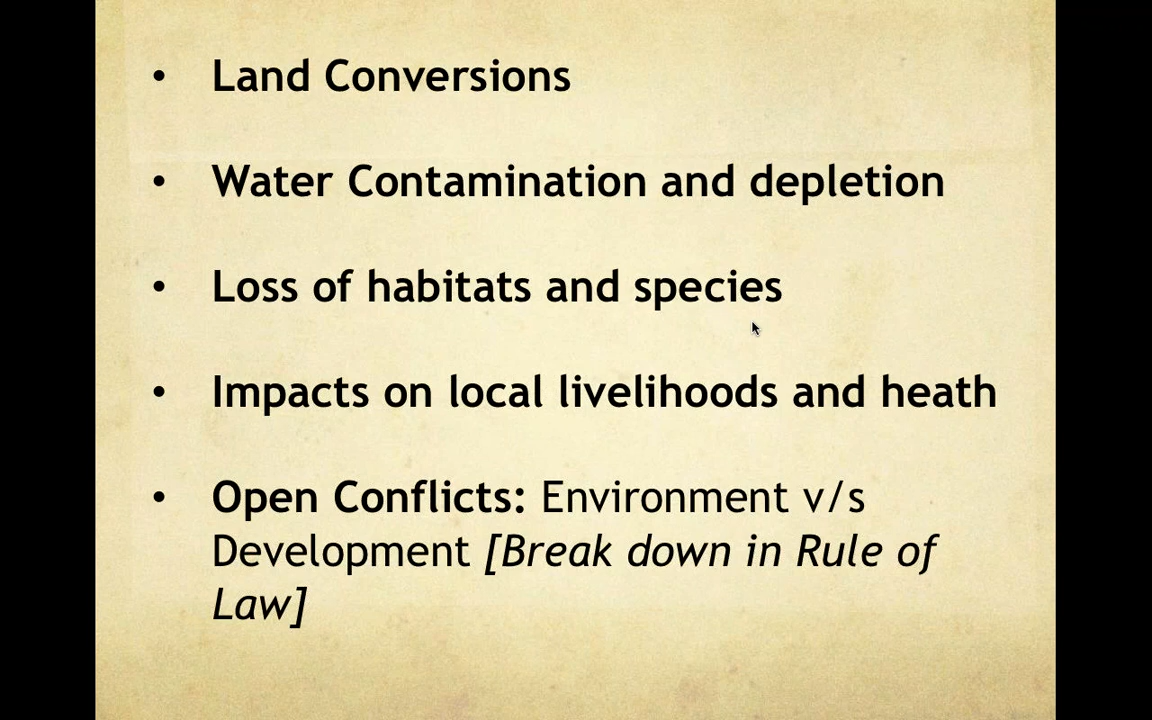 • Land Conversions
• Water Contamination and depletion
• Loss of habitats and species
• Impacts on local livelihoods and heath
• Open Conflicts: Environment v/s
Development [Break down in Rule of
Law]